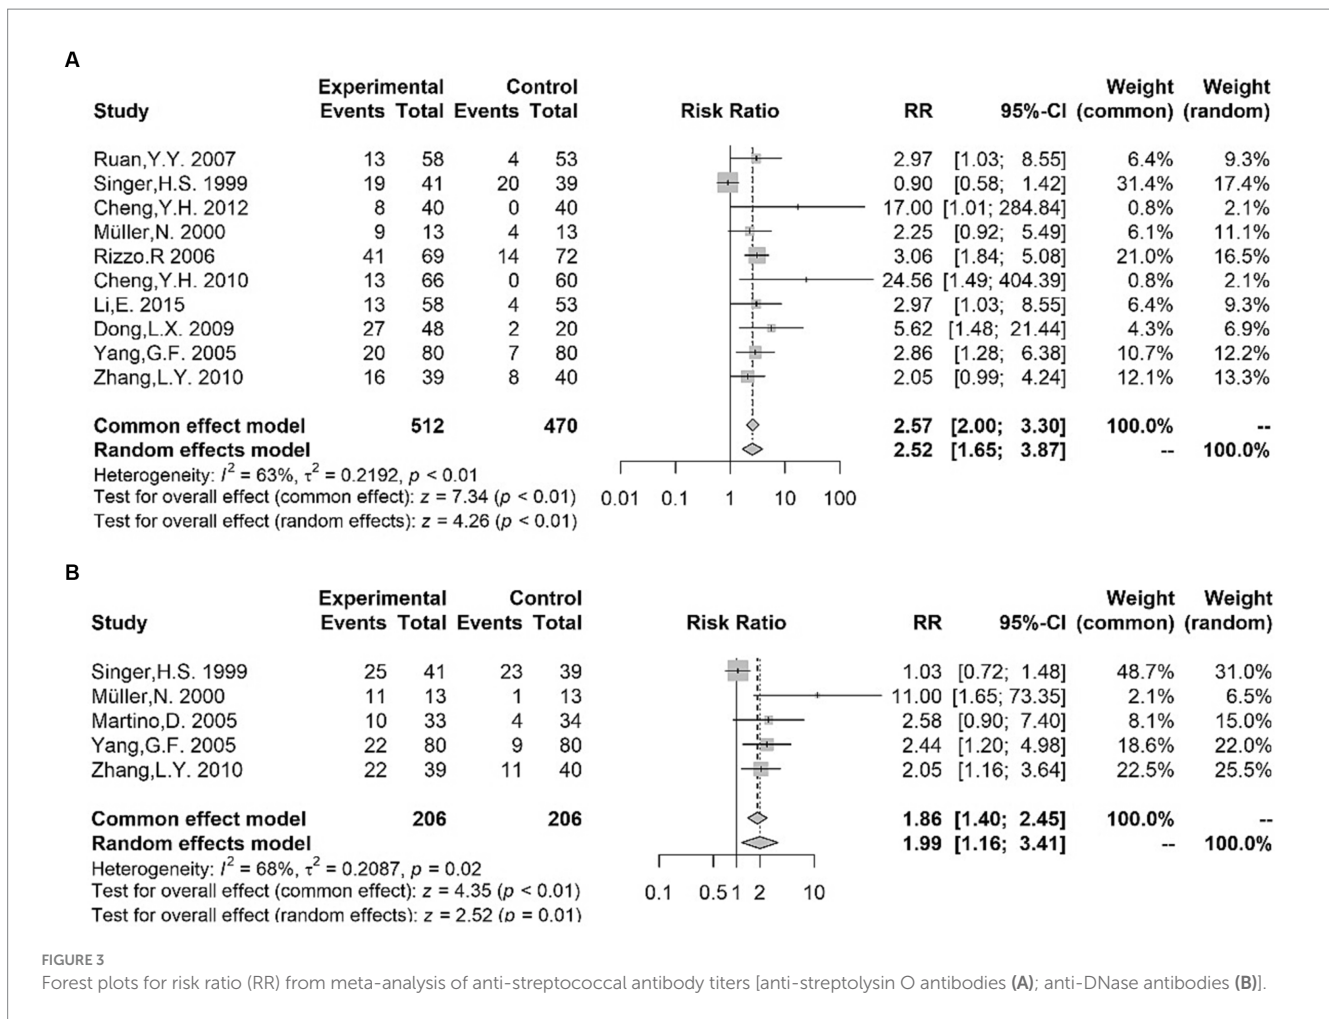 A
Experimental Control Weight Weight
Study Events Total Events Total Risk Ratio RR 95%-CI (common) (random)
Ruan,Y.Y. 2007 13 58 4 53 2.97 [1.03; 8.55] 6.4% 9.3%
Singer,H.S. 1999 19 41 20 39 0.90 [0.58; 1.42] 31.4% 17.4%
Cheng,Y.H. 2012 8 40 0 40 17.00 [1.01; 284.84] 0.8% 2.1%
Müller,N. 2000 9 13 4 13 2.25 [0.92; 5.49] 6.1% 11.1%
Rizzo.R 2006 41 69 14 72 3.06 [1.84; 5.08] 21.0% 16.5%
Cheng,Y.H. 2010 13 66 0 60 24.56 [1.49; 404.39] 0.8% 2.1%
Li,E. 2015 13 58 4 53 2.97 [1.03; 8.55] 6.4% 9.3%
Dong,L.X. 2009 27 48 2 20 5.62 [1.48; 21.44] 4.3% 6.9%
Yang,G.F. 2005 20 80 7 80 2.86 [1.28; 6.38] 10.7% 12.2%
Zhang,L.Y. 2010 16 39 8 40 2.05 [0.99; 4.24] 12.1% 13.3%
Common effect model 512 470 2.57 [2.00; 3.30] 100.0% --
Random effects model 2.52 [1.65; 3.87] -- 100.0%
Heterogeneity: I² = 63%, τ² = 0.2192, p < 0.01
Test for overall effect (common effect): z = 7.34 (p < 0.01) 0.01 0.1 1 10 100
Test for overall effect (random effects): z = 4.26 (p < 0.01)
B
Experimental Control Weight Weight
Study Events Total Events Total Risk Ratio RR 95%-CI (common) (random)
Singer,H.S. 1999 25 41 23 39 1.03 [0.72; 1.48] 48.7% 31.0%
Müller,N. 2000 11 13 1 13 11.00 [1.65; 73.35] 2.1% 6.5%
Martino,D. 2005 10 33 4 34 2.58 [0.90; 7.40] 8.1% 15.0%
Yang,G.F. 2005 22 80 9 80 2.44 [1.20; 4.98] 18.6% 22.0%
Zhang,L.Y. 2010 22 39 11 40 2.05 [1.16; 3.64] 22.5% 25.5%
Common effect model 206 206 1.86 [1.40; 2.45] 100.0% --
Random effects model 1.99 [1.16; 3.41] -- 100.0%
Heterogeneity: I² = 68%, τ² = 0.2087, p = 0.02
Test for overall effect (common effect): z = 4.35 (p < 0.01) 0.1 0.5 1 2 10
Test for overall effect (random effects): z = 2.52 (p = 0.01)
FIGURE 3
Forest plots for risk ratio (RR) from meta-analysis of anti-streptococcal antibody titers [anti-streptolysin O antibodies (A); anti-DNase antibodies (B)].